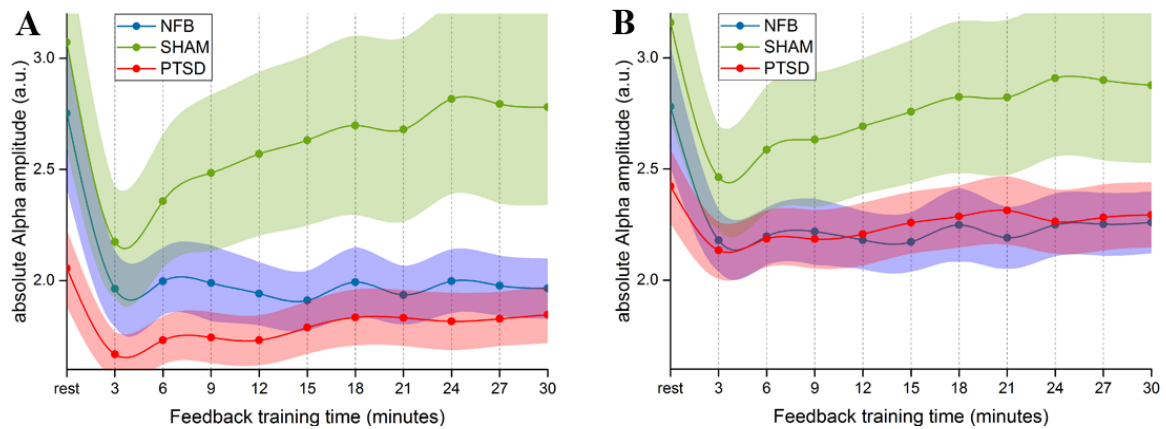 A
NFB
SHAM
PTSD
absolute Alpha amplitude (a.u.)
3.0
2.5
2.0
rest 3 6 9 12 15 18 21 24 27 30
Feedback training time (minutes)
B
NFB
SHAM
PTSD
absolute Alpha amplitude (a.u.)
3.0
2.5
2.0
rest 3 6 9 12 15 18 21 24 27 30
Feedback training time (minutes)